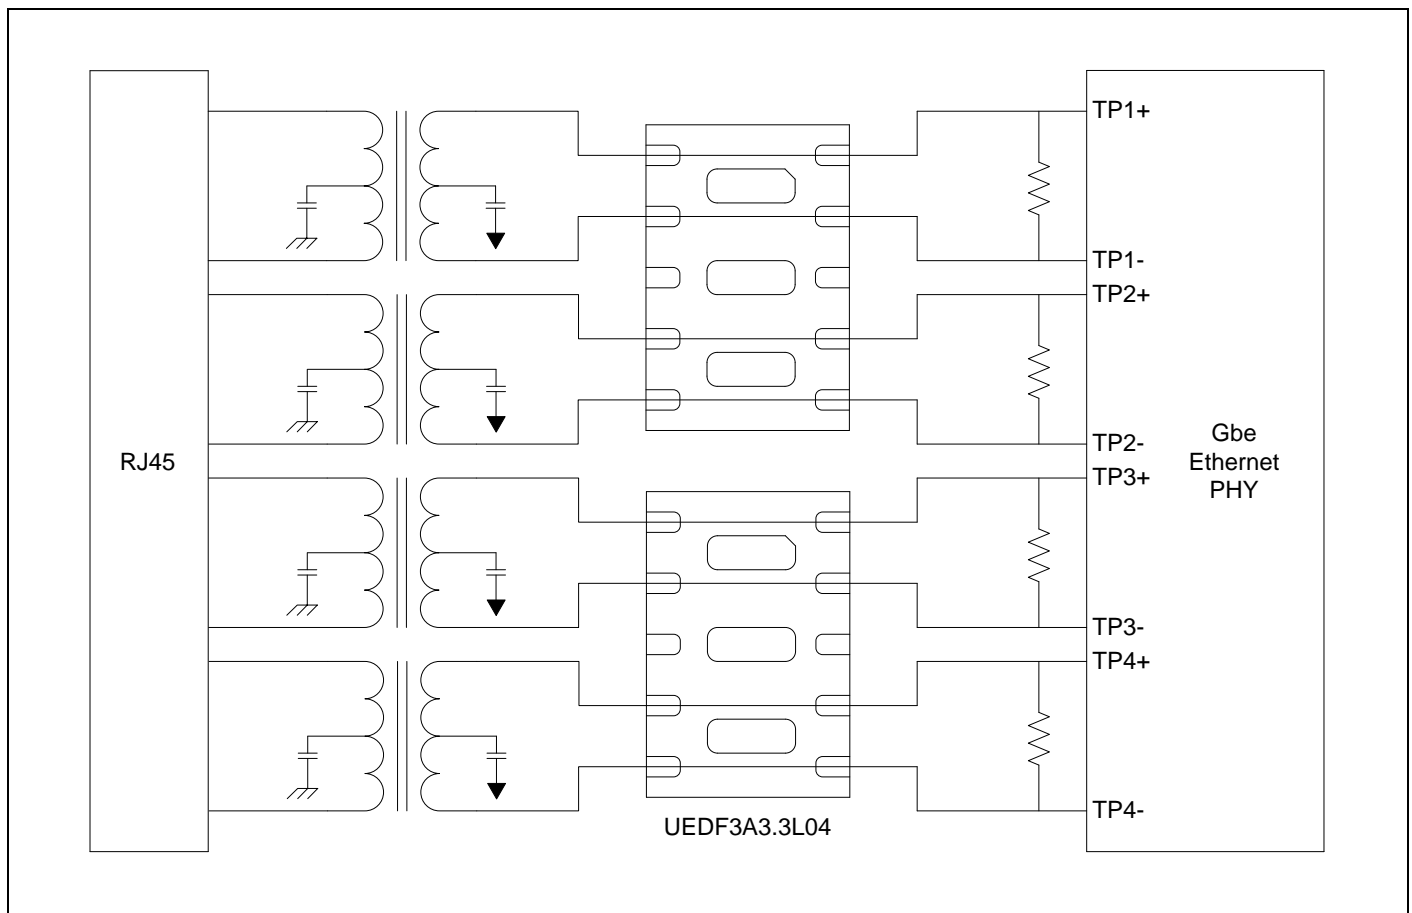 RJ45
TP1+
TP1-
TP2+
TP2-
TP3+
TP3-
TP4+
TP4-
Gbe
Ethernet
PHY
UEDF3A3.3L04